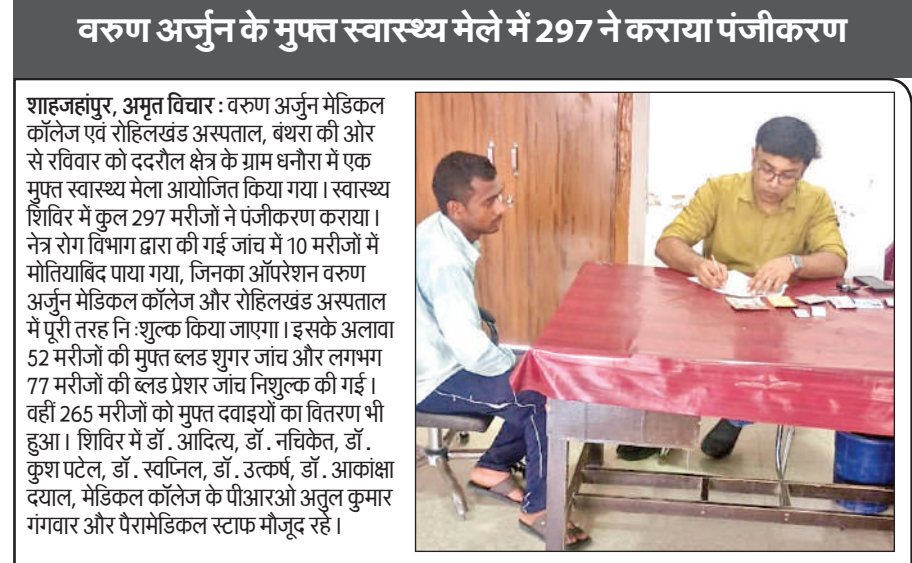 वरुण अर्जुन के मुफ्त स्वास्थ्य मेले में 297 ने कराया पंजीकरण
शाहजहांपुर, अमृत विचार : वरुण अर्जुन मेडिकल
कॉलेज एवं रोहिलखंड अस्पताल, बंथरा की ओर
से रविवार को ददरौल क्षेत्र के ग्राम धनौरा में एक
मुफ्त स्वास्थ्य मेला आयोजित किया गया । स्वास्थ्य
शिविर में कुल 297 मरीजों ने पंजीकरण कराया ।
नेत्र रोग विभाग द्वारा की गई जांच में 10 मरीजों में
मोतियाबिंद पाया गया, जिनका ऑपरेशन वरुण
अर्जुन मेडिकल कॉलेज और रोहिलखंड अस्पताल
में पूरी तरह नि :शुल्क किया जाएगा । इसके अलावा
52 मरीजों की मुफ्त ब्लड शुगर जांच और लगभग
77 मरीजों की ब्लड प्रेशर जांच निशुल्क की गई ।
वहीं 265 मरीजों को मुफ्त दवाइयों का वितरण भी
हुआ । शिविर में डॉ . आदित्य, डॉ . नचिकेत, डॉ .
कुश पटेल, डॉ . स्वप्निल, डॉ . उत्कर्ष, डॉ . आकांक्षा
दयाल, मेडिकल कॉलेज के पीआरओ अतुल कुमार
गंगवार और पैरामेडिकल स्टाफ मौजूद रहे ।